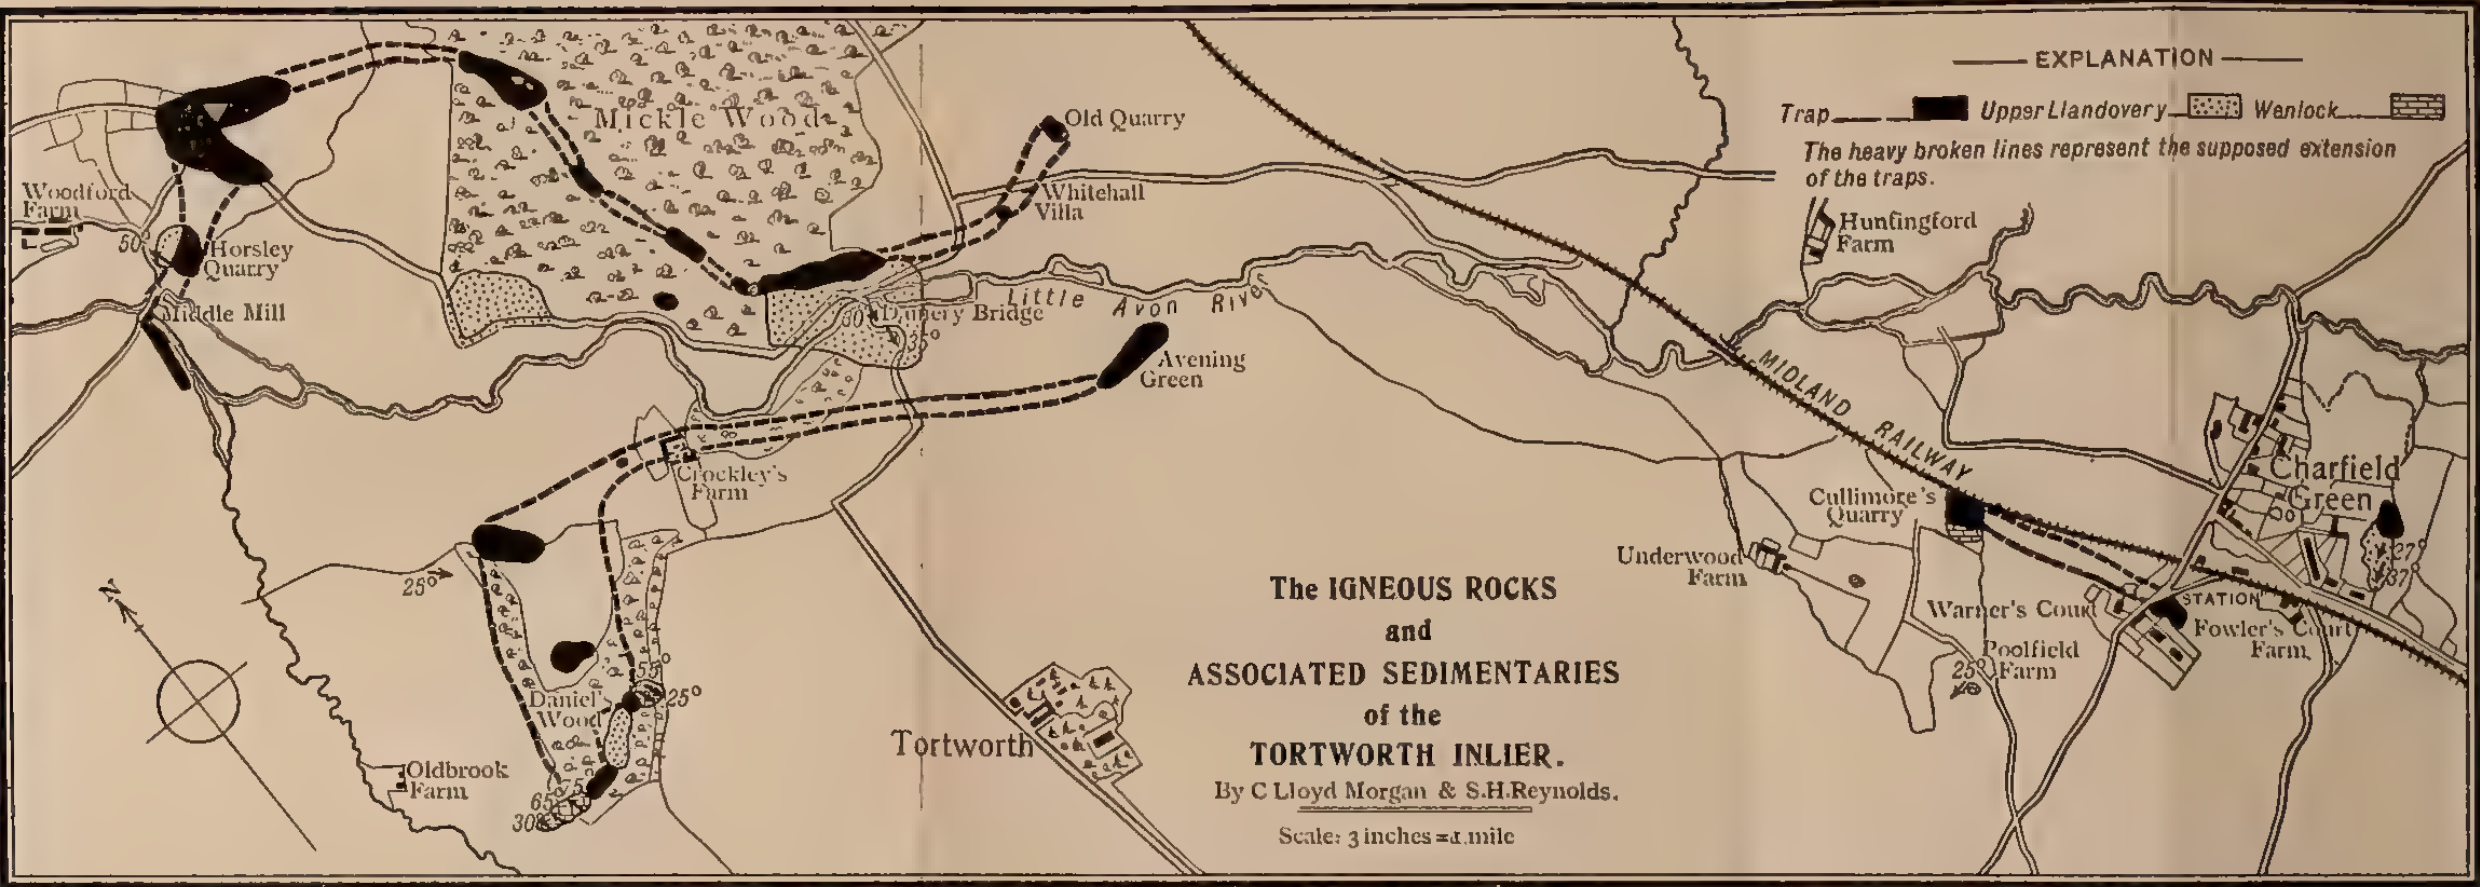 EXPLANATION
Trap Upper Llandovery Wenlock
The heavy broken lines represent the supposed extension
of the traps.
Mickle Wood
Old Quarry
Whitehall
Villa
Woodford
Farm
50°
Horsley
Quarry
Middle Mill
Huntingford
Farm
Little Avon River
Bridge
60°
35°
Avening
Green
MIDLAND RAILWAY
Crockley's
Farm
Charfield
Green
Cullimore's
Quarry
Underwood
Farm
25°
27°
37°
N
Warner's Court
STATION
Fowler's Court
Farm.
Poolfield
Farm
25°
55°
25°
Daniel's
Wood
Tortworth
Oldbrook
Farm
65°
75°
30°
The IGNEOUS ROCKS
and
ASSOCIATED SEDIMENTARIES
of the
TORTWORTH INLIER.
By C Lloyd Morgan & S.H.Reynolds.
Scale: 3 inches = 1 mile